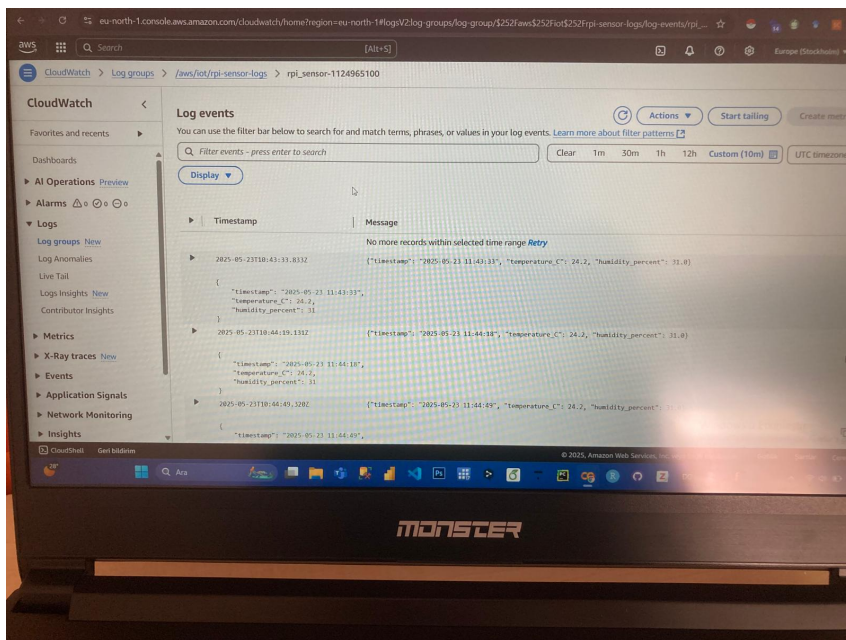 eu-north-1.console.aws.amazon.com/cloudwatch/home?region=eu-north-1#logsV2:log-groups/log-group/$252Faws$252Fiot$252Frpi-sensor-logs/log-events/rpi_...
aws
Search
[Alt+S]
Europe (Stockholm)
CloudWatch > Log groups > /aws/iot/rpi-sensor-logs > rpi_sensor-1124965100
CloudWatch
Favorites and recents
Dashboards
AI Operations Preview
Alarms 0 0 0
Logs
Log groups New
Log Anomalies
Live Tail
Logs Insights New
Contributor Insights
Metrics
X-Ray traces New
Events
Application Signals
Network Monitoring
Insights
Log events
Actions
Start tailing
Create metr
You can use the filter bar below to search for and match terms, phrases, or values in your log events. Learn more about filter patterns
Filter events - press enter to search
Clear 1m 30m 1h 12h Custom (10m) UTC timezone
Display
Timestamp Message
No more records within selected time range Retry
2025-05-23T10:43:33.833Z {"timestamp": "2025-05-23 11:43:33", "temperature_C": 24.2, "humidity_percent": 31.0}
{
"timestamp": "2025-05-23 11:43:33",
"temperature_C": 24.2,
"humidity_percent": 31
}
2025-05-23T10:44:19.131Z {"timestamp": "2025-05-23 11:44:18", "temperature_C": 24.2, "humidity_percent": 31.0}
{
"timestamp": "2025-05-23 11:44:18",
"temperature_C": 24.2,
"humidity_percent": 31
}
2025-05-23T10:44:49.320Z {"timestamp": "2025-05-23 11:44:49", "temperature_C": 24.2, "humidity_percent":
{
"timestamp": "2025-05-23 11:44:49",
CloudShell Geri bildirim
© 2025, Amazon Web Services, Inc.
20°
Ara
Ps
PC
Z
MONSTER